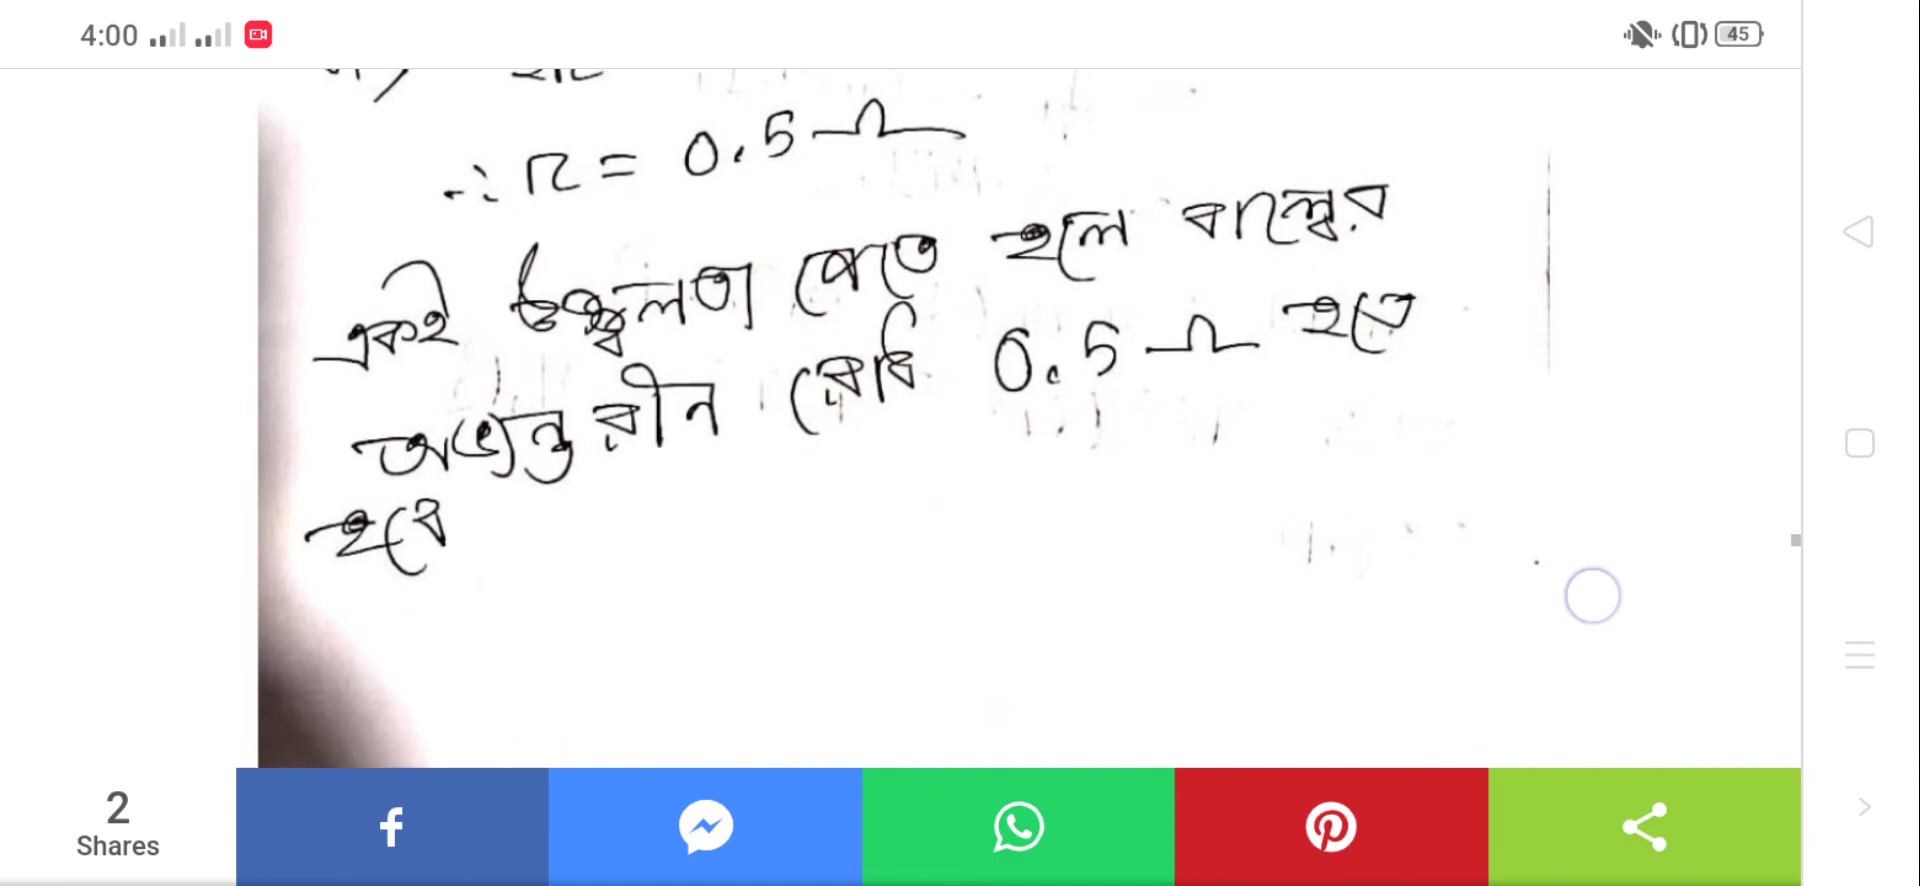 4:00
45
∴ r = 0.5 Ω
একই উজ্জ্বলতা পেতে হলে বাল্বের
অভ্যন্তরীন রোধ 0.5 Ω হতে
হবে
2
Shares